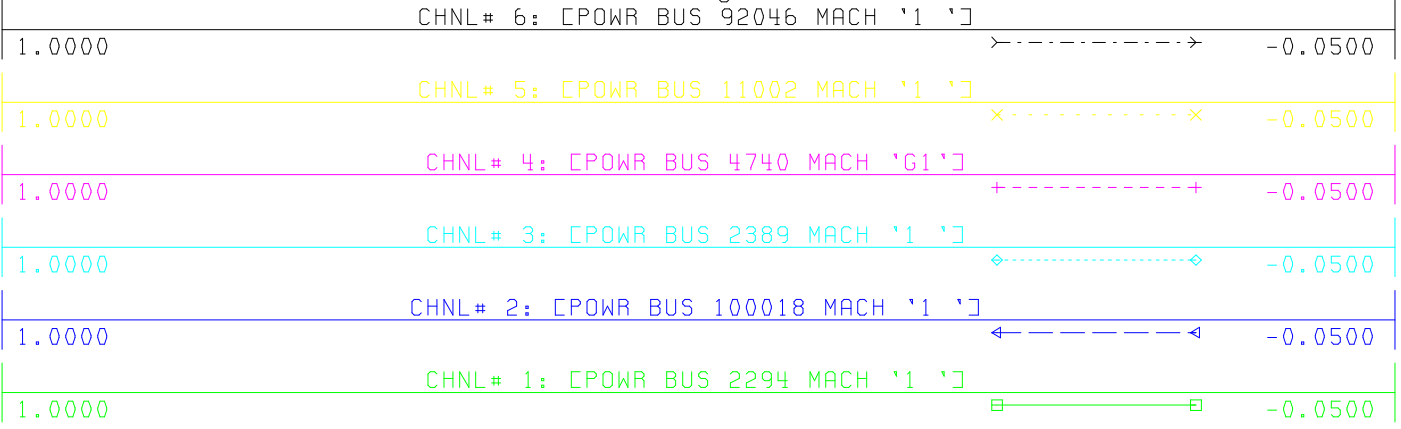 CHNL# 6: [POWR BUS 92046 MACH '1 ']
1.0000 -0.0500
CHNL# 5: [POWR BUS 11002 MACH '1 ']
1.0000 -0.0500
CHNL# 4: [POWR BUS 4740 MACH 'G1']
1.0000 -0.0500
CHNL# 3: [POWR BUS 2389 MACH '1 ']
1.0000 -0.0500
CHNL# 2: [POWR BUS 100018 MACH '1 ']
1.0000 -0.0500
CHNL# 1: [POWR BUS 2294 MACH '1 ']
1.0000 -0.0500